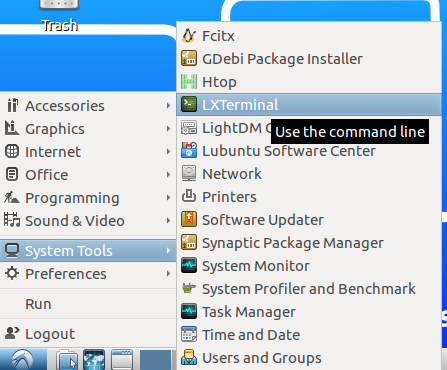 Trash
Accessories
Graphics
Internet
Office
Programming
Sound & Video
System Tools
Preferences
Run
Logout
Fcitx
GDebi Package Installer
Htop
LXTerminal
LightDM
Use the command line
Lubuntu Software Center
Network
Printers
Software Updater
Synaptic Package Manager
System Monitor
System Profiler and Benchmark
Task Manager
Time and Date
Users and Groups